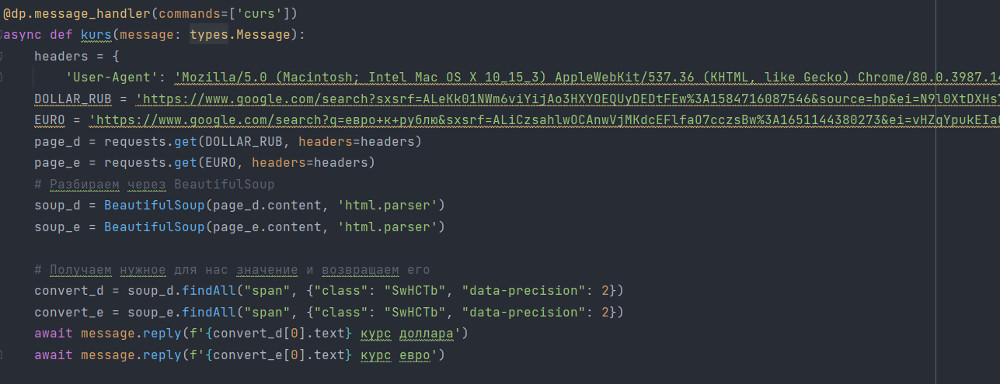 @dp.message_handler(commands=['curs'])
async def kurs(message: types.Message):
headers = {
'User-Agent': 'Mozilla/5.0 (Macintosh; Intel Mac OS X 10_15_3) AppleWebKit/537.36 (KHTML, like Gecko) Chrome/80.0.3987.14
DOLLAR_RUB = 'https://www.google.com/search?sxsrf=ALeKk01NWm6viYijAo3HXYOEQUyDEDtFEw%3A1584716087546&source=hp&ei=N9l0XtDXHs
EURO = 'https://www.google.com/search?q=евро+к+рублю&sxsrf=ALiCzsahlwOCAnwVjMKdcEFlfaO7cczsBw%3A1651144380273&ei=vHZqYpukEIa
page_d = requests.get(DOLLAR_RUB, headers=headers)
page_e = requests.get(EURO, headers=headers)
# Разбираем через BeautifulSoup
soup_d = BeautifulSoup(page_d.content, 'html.parser')
soup_e = BeautifulSoup(page_e.content, 'html.parser')
# Получаем нужное для нас значение и возвращаем его
convert_d = soup_d.findAll("span", {"class": "SwHCTb", "data-precision": 2})
convert_e = soup_e.findAll("span", {"class": "SwHCTb", "data-precision": 2})
await message.reply(f'{convert_d[0].text} курс доллара')
await message.reply(f'{convert_e[0].text} курс евро')